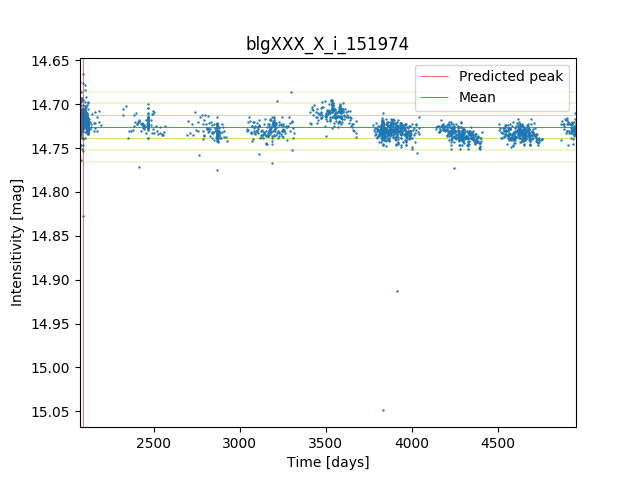 blgXXX_X_i_151974
14.65
14.70
14.75
14.80
14.85
14.90
14.95
15.00
15.05
Intensitivity [mag]
Predicted peak
Mean
2500
3000
3500
4000
4500
Time [days]